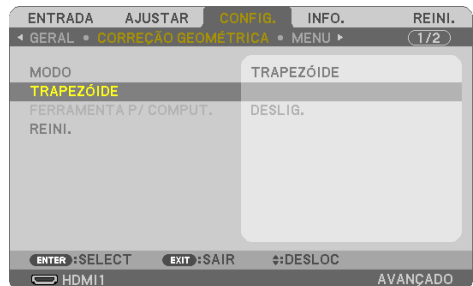 ENTRADA AJUSTAR CONFIG. INFO. REINI.
GERAL • CORREÇÃO GEOMÉTRICA • MENU 1/2
MODO TRAPEZÓIDE
TRAPEZÓIDE
FERRAMENTA P/ COMPUT. DESLIG.
REINI.
ENTER :SELECT EXIT :SAIR :DESLOC
HDMI1 AVANÇADO